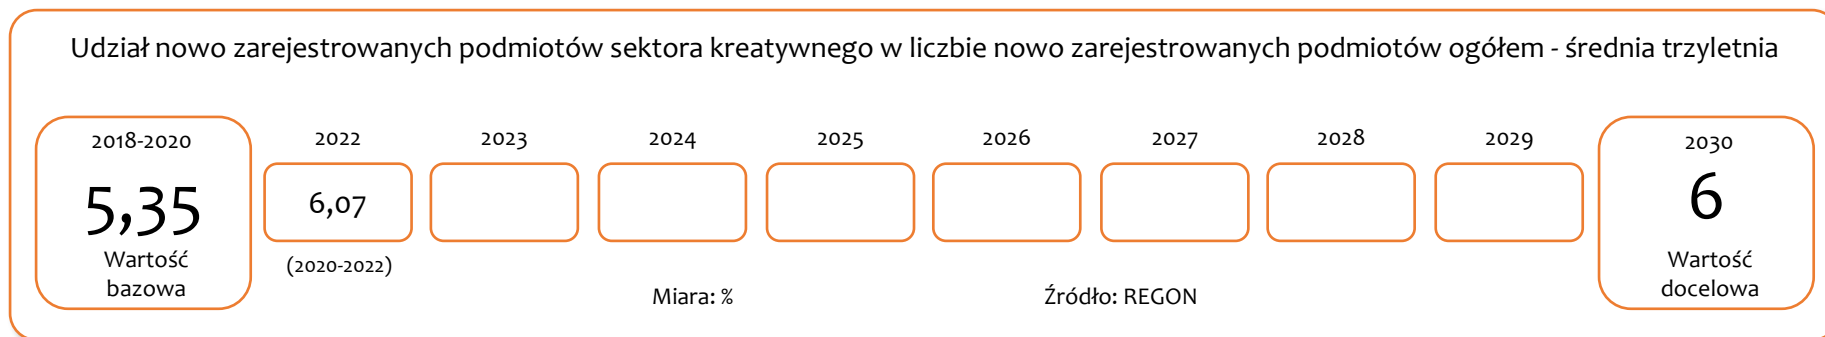 Udział nowo zarejestrowanych podmiotów sektora kreatywnego w liczbie nowo zarejestrowanych podmiotów ogółem - średnia trzyletnia
2018-2020
5,35
Wartość
bazowa
2022
6,07
(2020-2022)
2023
2024
2025
2026
2027
2028
2029
2030
6
Wartość
docelowa
Miara: %
Źródło: REGON